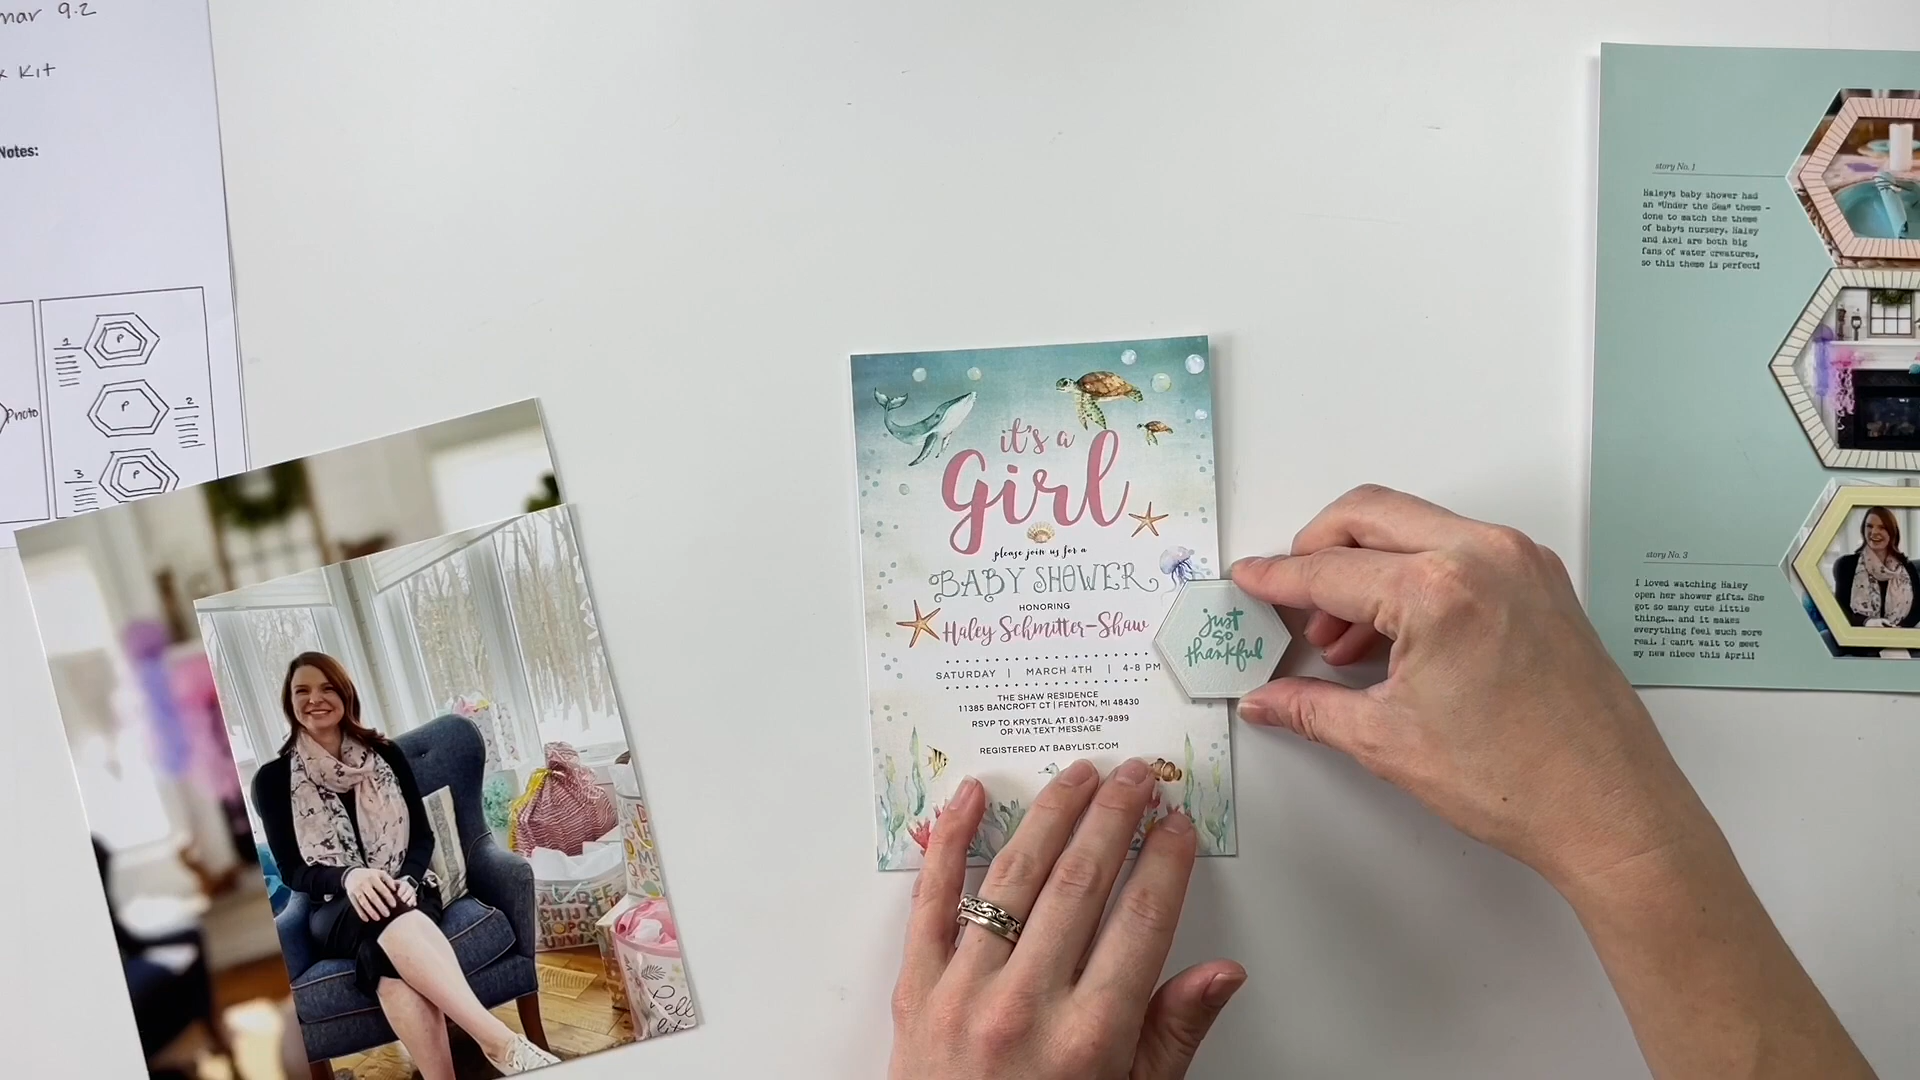 mar 9.2
Kit
Notes:
1
P
P
2
3
P
Photo
it's a
Girl
please join us for a
BABY SHOWER
HONORING
Haley Schmitter-Shaw
SATURDAY | MARCH 4TH | 4-8 PM
THE SHAW RESIDENCE
11385 BANCROFT CT | FENTON, MI 48430
RSVP TO KRYSTAL AT 810-347-9899
OR VIA TEXT MESSAGE
REGISTERED AT BABYLIST.COM
just
so
thankful
story No. 1
Haley's baby shower had
an "Under the Sea" theme -
done to match the theme
of baby's nursery. Haley
and Axel are both big
fans of water creatures,
so this theme is perfect!
story No. 3
I loved watching Haley
open her shower gifts. She
got so many cute little
things... and it makes
everything feel much more
real. I can't wait to meet
my new niece this April!